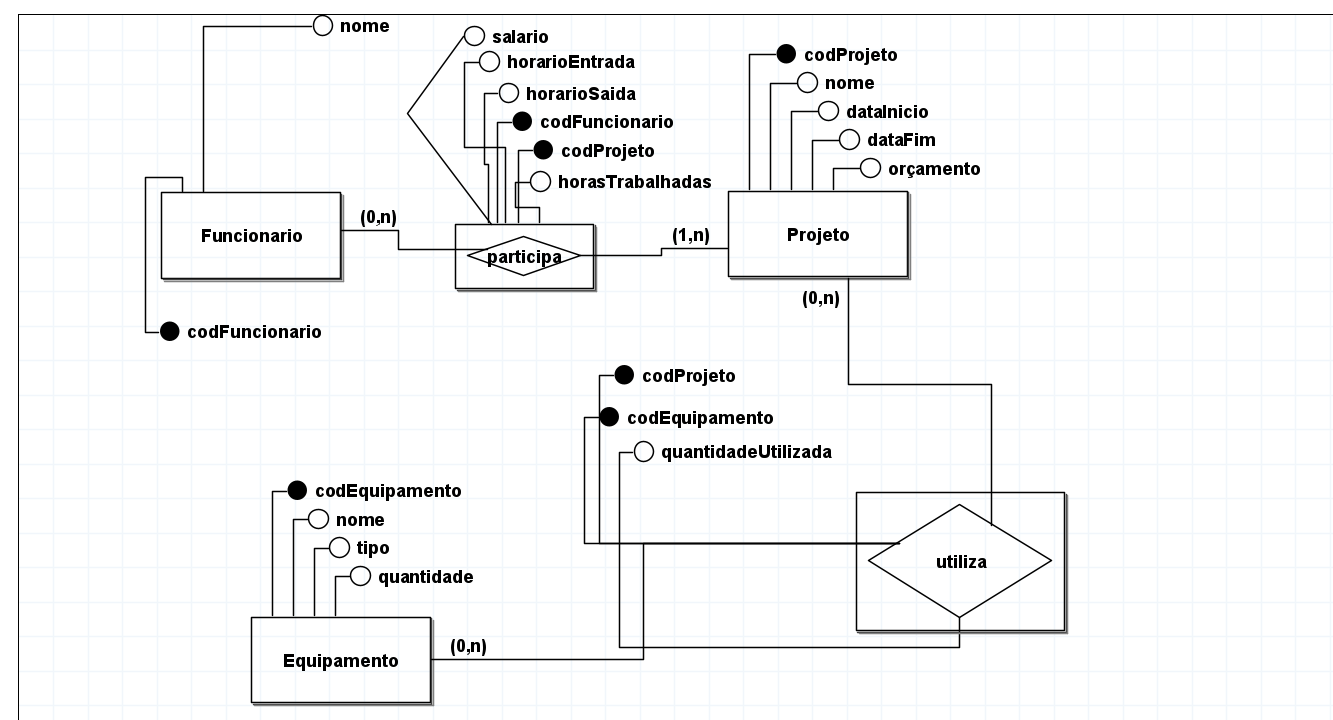 nome
salario
horarioEntrada
horarioSaida
codFuncionario
codProjeto
horasTrabalhadas
codProjeto
nome
dataInicio
dataFim
orçamento
Funcionario
(0,n)
participa
(1,n)
Projeto
(0,n)
codFuncionario
codProjeto
codEquipamento
quantidadeUtilizada
codEquipamento
nome
tipo
quantidade
utiliza
Equipamento
(0,n)